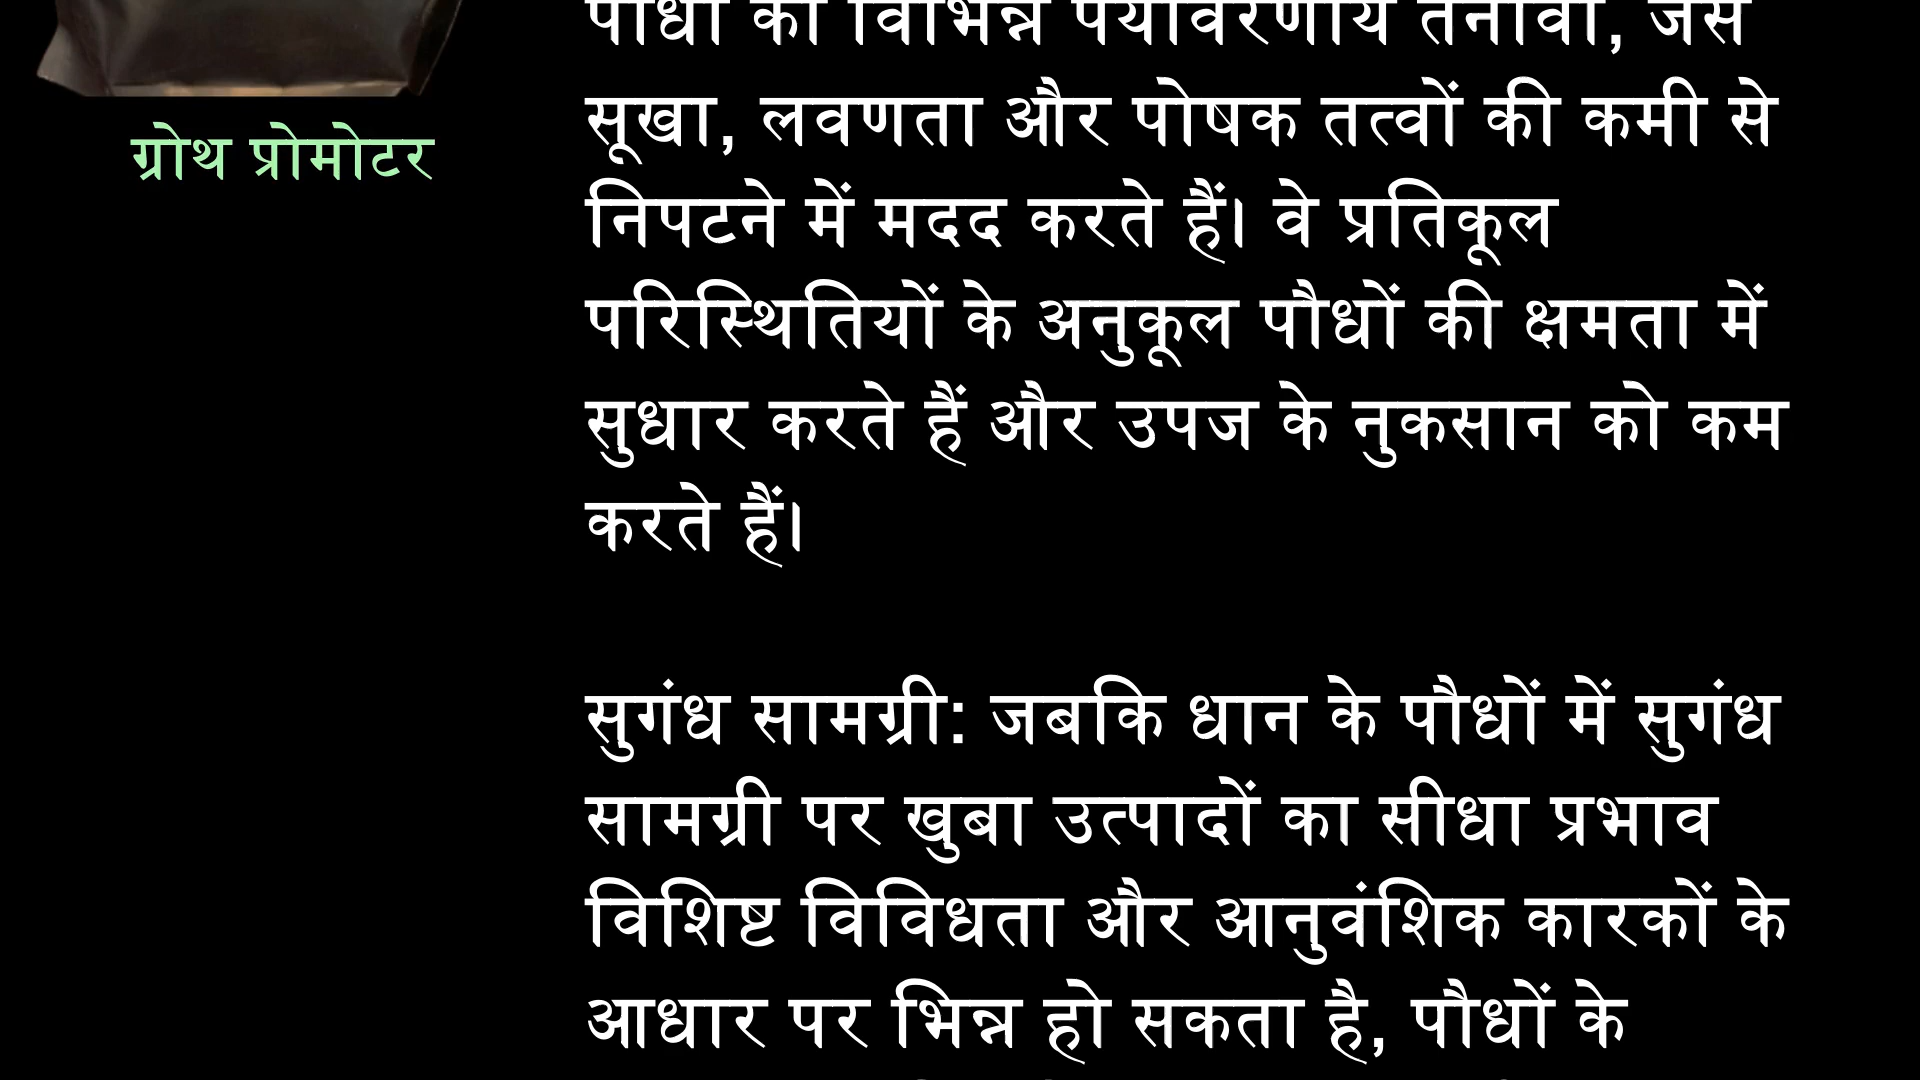 ग्रोथ प्रोमोटर
सूखा, लवणता और पोषक तत्वों की कमी से
निपटने में मदद करते हैं। वे प्रतिकूल
परिस्थितियों के अनुकूल पौधों की क्षमता में
सुधार करते हैं और उपज के नुकसान को कम
करते हैं।
सुगंध सामग्री: जबकि धान के पौधों में सुगंध
सामग्री पर खुबा उत्पादों का सीधा प्रभाव
विशिष्ट विविधता और आनुवंशिक कारकों के
आधार पर भिन्न हो सकता है, पौधों के